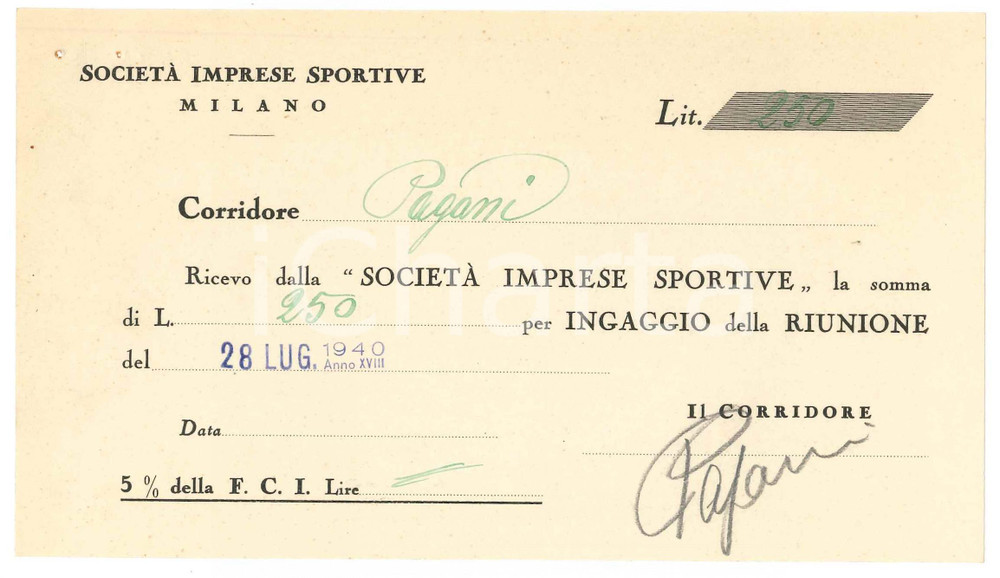 SOCIETÀ IMPRESE SPORTIVE
MILANO
Lit. 250
Corridore Pagani
iCharta
Ricevo dalla “ SOCIETÀ IMPRESE SPORTIVE „ la somma
di L. 250 per INGAGGIO della RIUNIONE
del 28 LUG. 1940 Anno XVIII
Il CORRIDORE
Data
Pagani
5 % della F. C. I. Lire